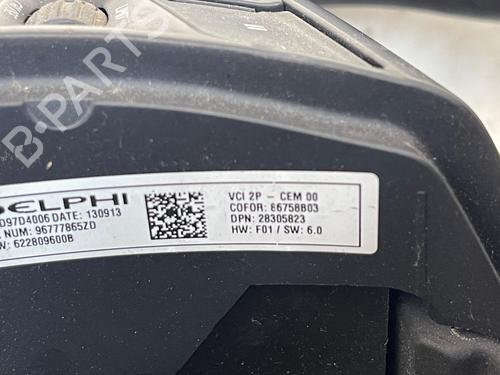 B-PARTS
DELPHI
D97D4006 DATE: 130913
NUM: 96777865ZD
622809600B
VCI 2P - CEM 00
COFOR: 86758B03
DPN: 28305823
HW: F01 / SW: 6.0